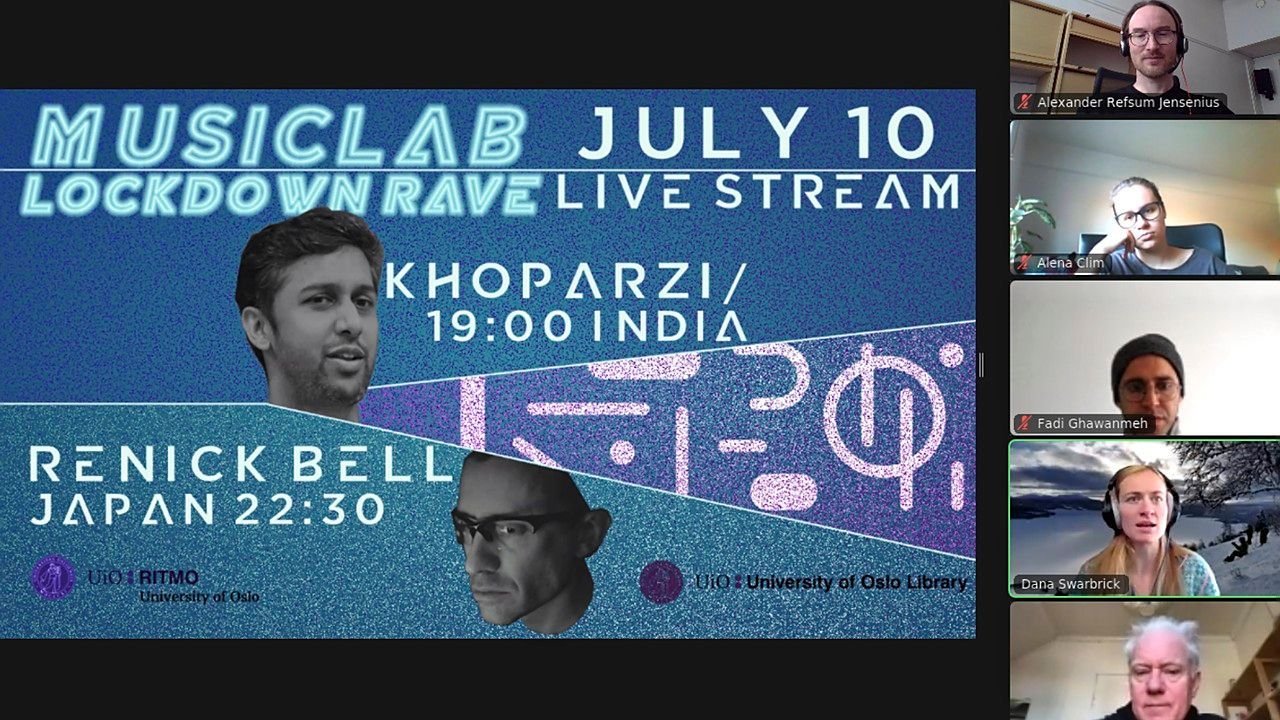 MUSICLAB
LOCKDOWN RAVE
JULY 10
LIVE STREAM
KHOPARZI/
19:00 INDIA
RENICK BELL
JAPAN 22:30
UiO RITMO
University of Oslo
UiO University of Oslo Library
Alexander Refsum Jensenius
Alena Clim
Fadi Ghawanmeh
Dana Swarbrick